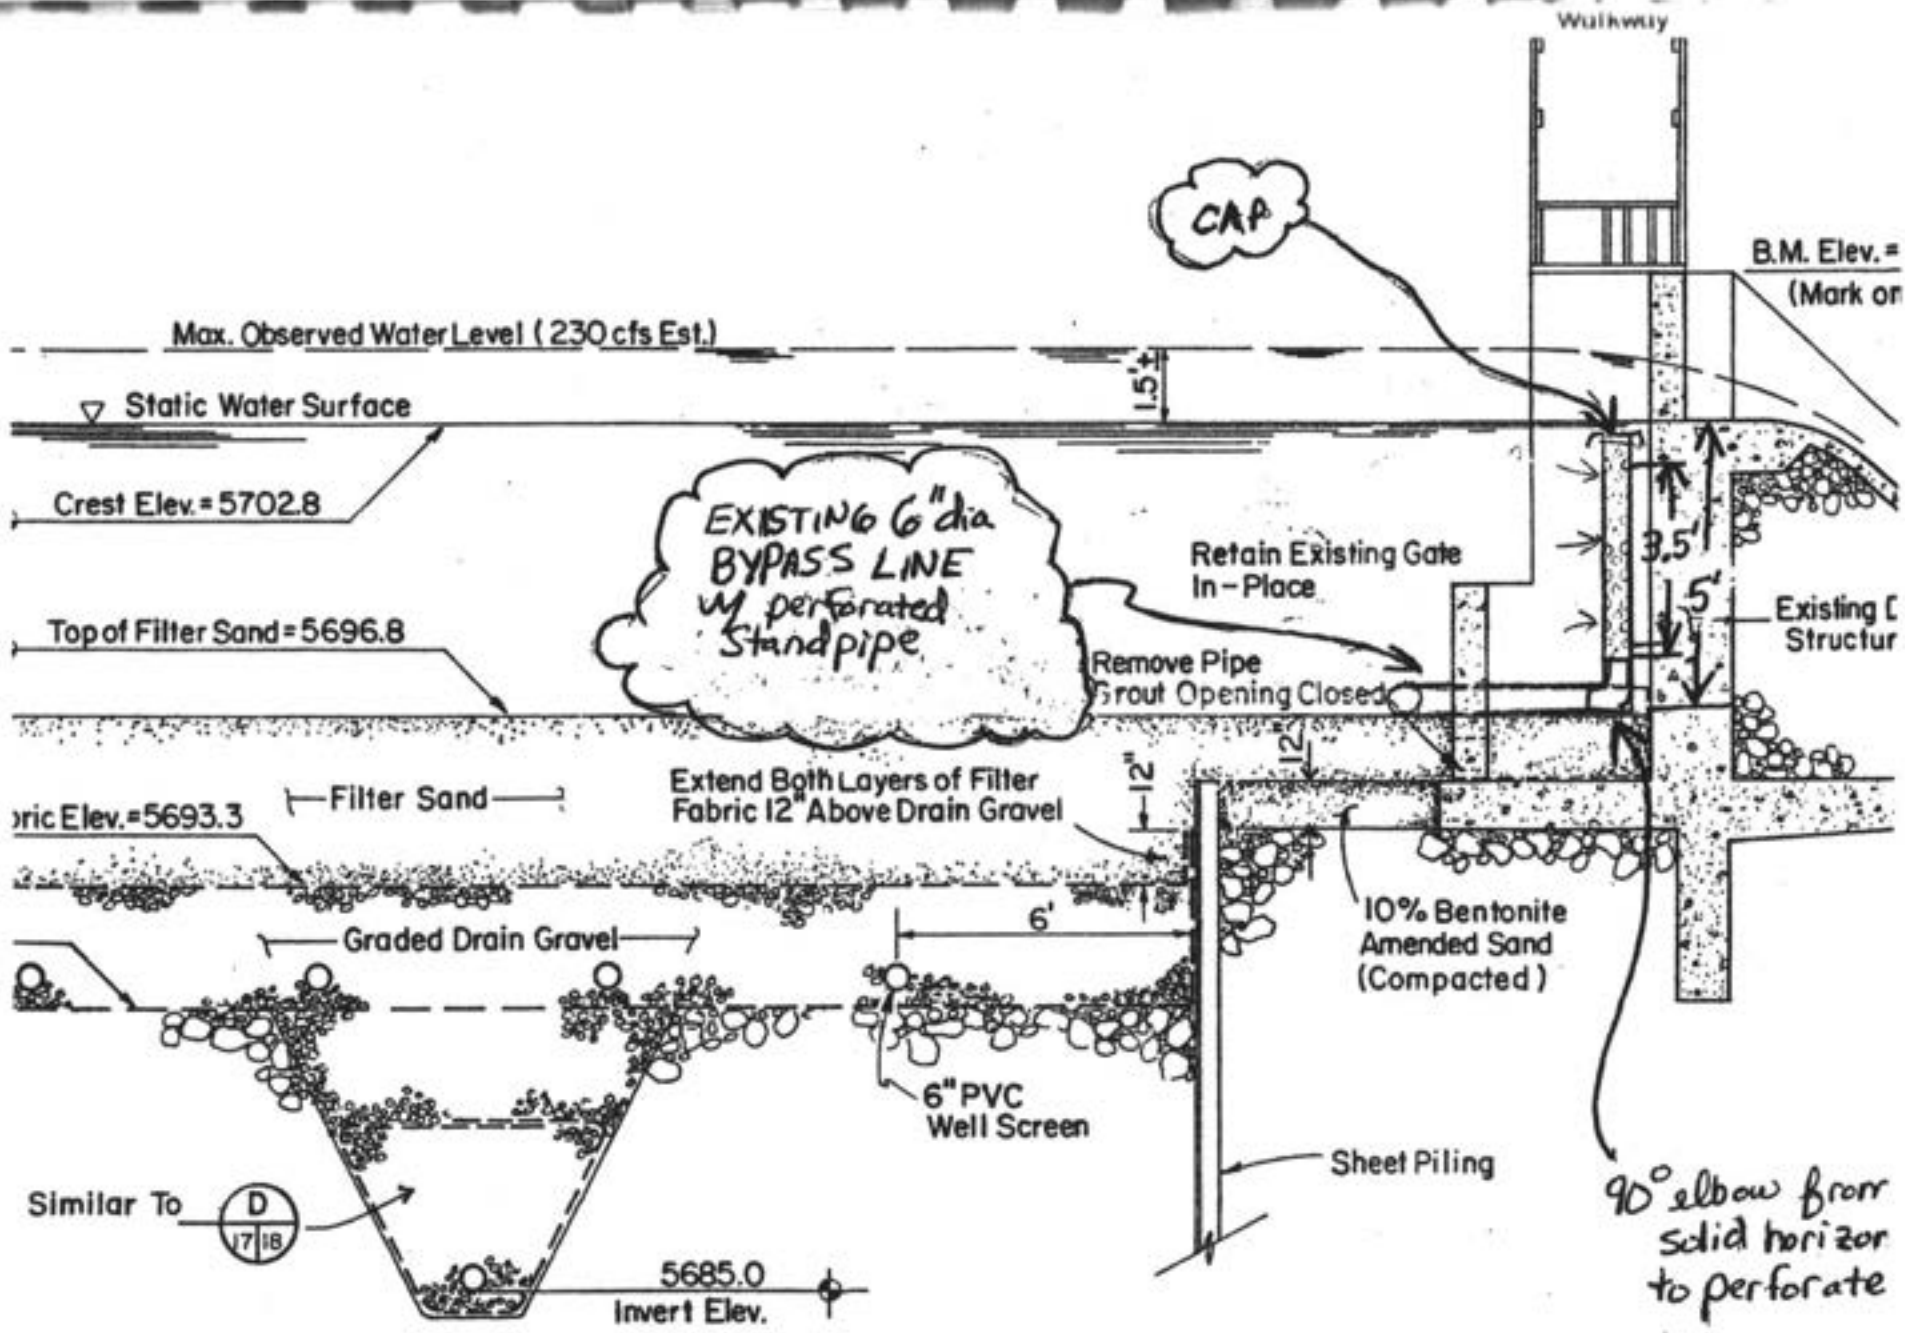 Walkway
CAP
B.M. Elev. =
(Mark on
Max. Observed Water Level (230 cfs Est.)
1.5'±
Static Water Surface
Crest Elev. = 5702.8
EXISTING 6" dia
BYPASS LINE
w/ perforated
Standpipe
Retain Existing Gate
In-Place
3.5'
5'
Existing D
Structur
Top of Filter Sand = 5696.8
Remove Pipe
Grout Opening Closed
12"
12"
Extend Both Layers of Filter
Fabric 12" Above Drain Gravel
Filter Sand
bric Elev. = 5693.3
6'
10% Bentonite
Amended Sand
(Compacted)
Graded Drain Gravel
6" PVC
Well Screen
Sheet Piling
Similar To
D
17 18
5685.0
Invert Elev.
90° elbow from
solid horizon
to perforate